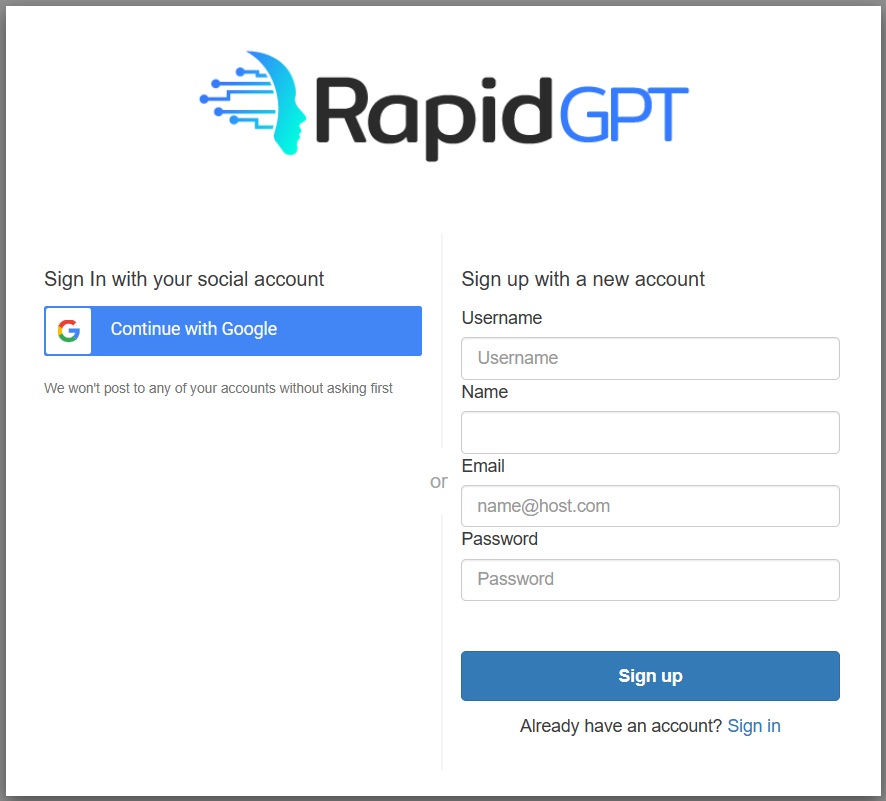 RapidGPT
Sign In with your social account
Continue with Google
We won't post to any of your accounts without asking first
or
Sign up with a new account
Username
Username
Name
Email
name@host.com
Password
Password
Sign up
Already have an account? Sign in